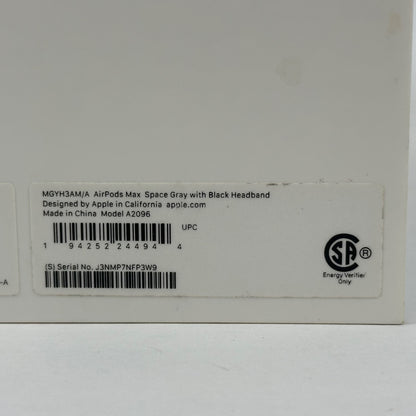 MGYH3AM/A AirPods Max Space Gray with Black Headband
Designed by Apple in California apple.com
Made in China Model A2096
UPC
1 94252 24494 4
(S) Serial No. J3NMP7NFP3W9
CSA ®
Energy Verified
Only
-A